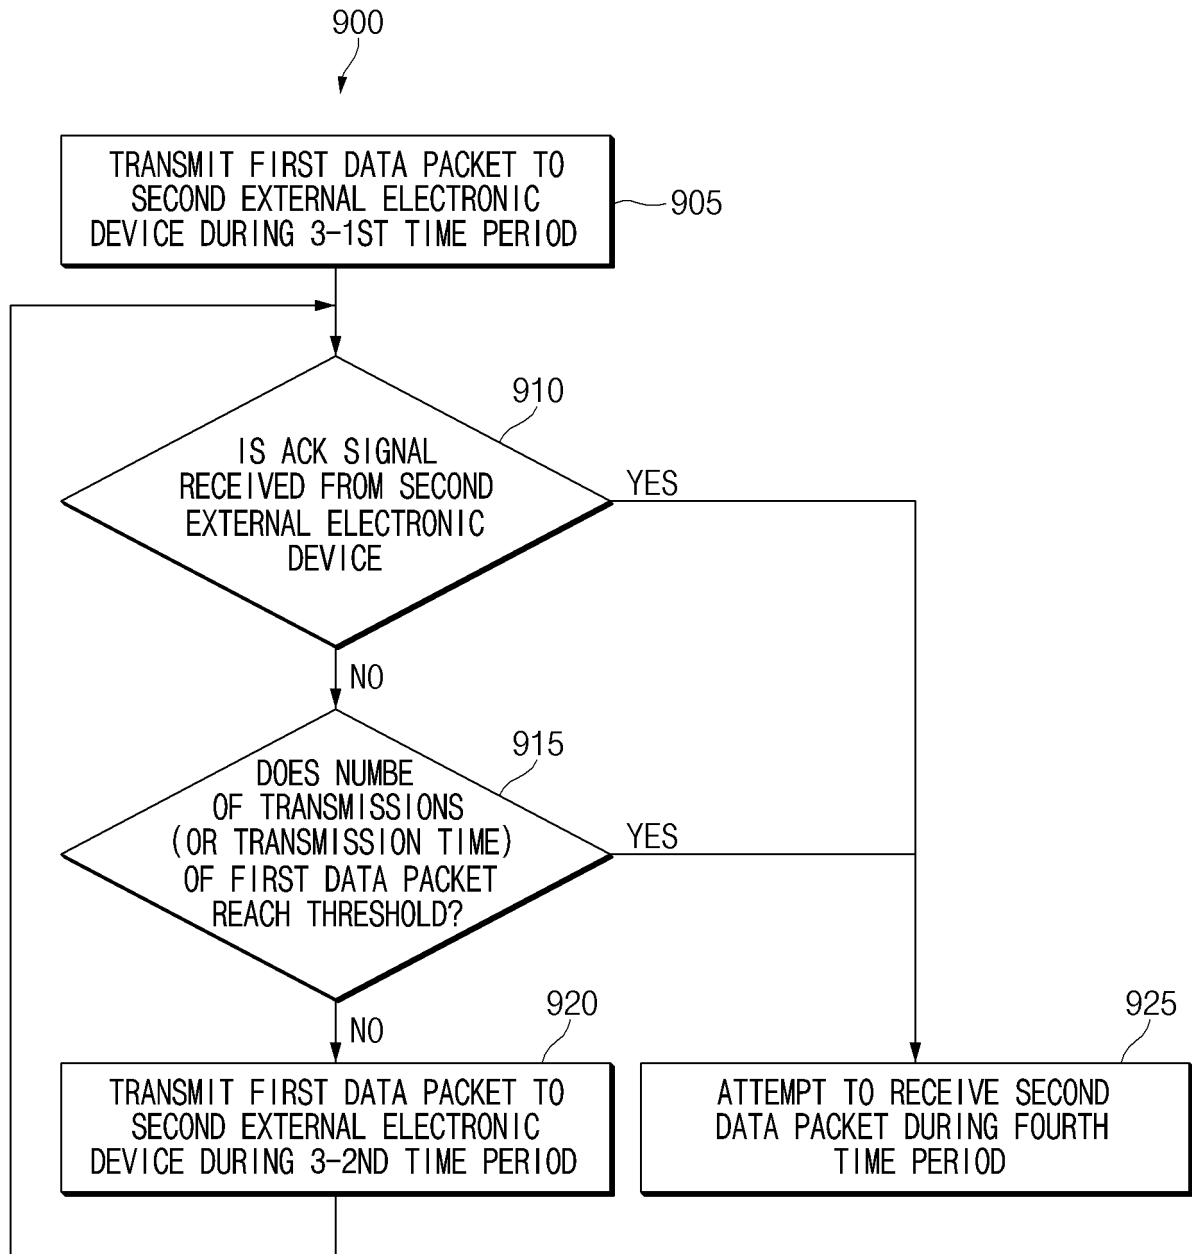 900
TRANSMIT FIRST DATA PACKET TO
SECOND EXTERNAL ELECTRONIC
DEVICE DURING 3-1ST TIME PERIOD
905
910
IS ACK SIGNAL
RECEIVED FROM SECOND
EXTERNAL ELECTRONIC
DEVICE
YES
NO
915
DOES NUMBE
OF TRANSMISSIONS
(OR TRANSMISSION TIME)
OF FIRST DATA PACKET
REACH THRESHOLD?
YES
NO
920
TRANSMIT FIRST DATA PACKET TO
SECOND EXTERNAL ELECTRONIC
DEVICE DURING 3-2ND TIME PERIOD
925
ATTEMPT TO RECEIVE SECOND
DATA PACKET DURING FOURTH
TIME PERIOD